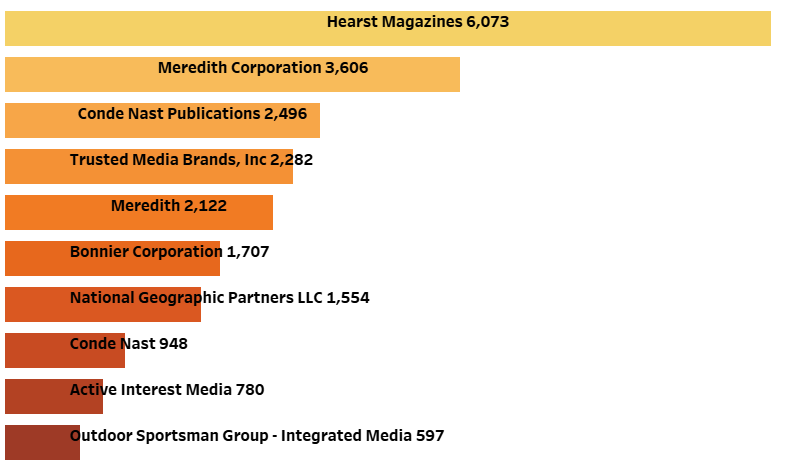 Hearst Magazines 6,073
Meredith Corporation 3,606
Conde Nast Publications 2,496
Trusted Media Brands, Inc 2,282
Meredith 2,122
Bonnier Corporation 1,707
National Geographic Partners LLC 1,554
Conde Nast 948
Active Interest Media 780
Outdoor Sportsman Group - Integrated Media 597